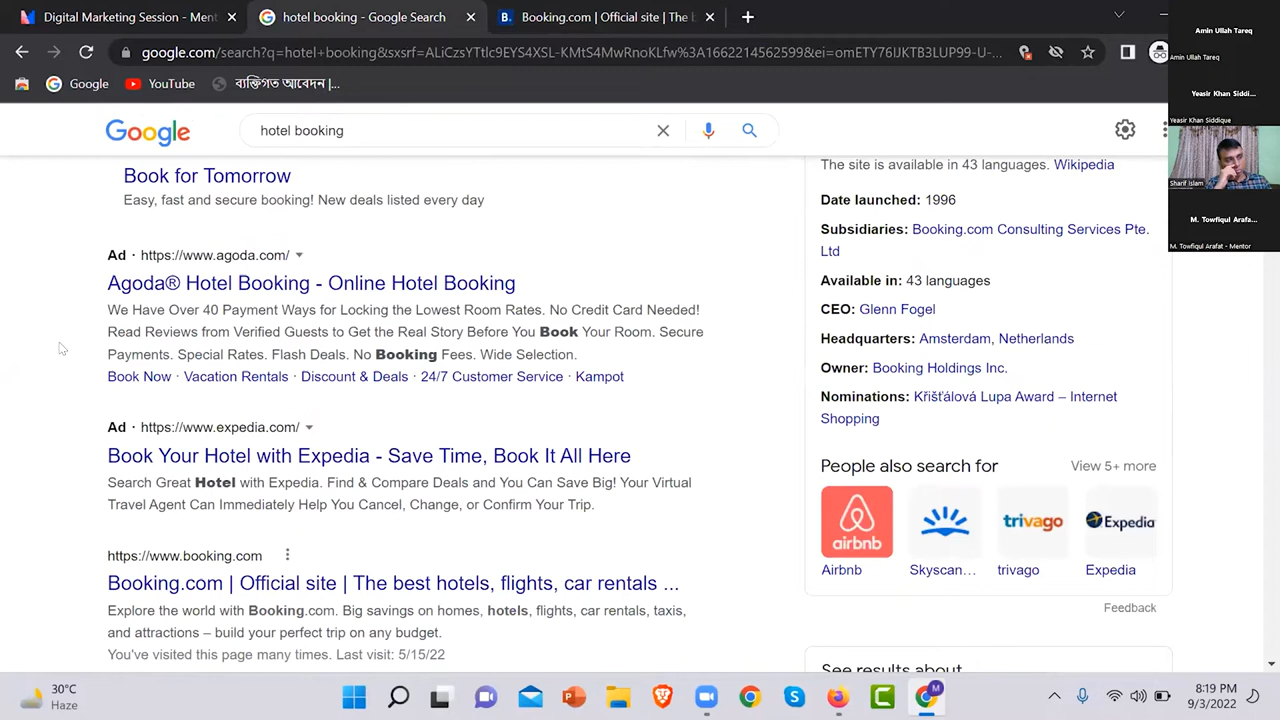 Digital Marketing Session - Ment
hotel booking - Google Search
Booking.com | Official site | The b
google.com/search?q=hotel+booking&sxsrf=ALiCzsYTtlc9EYS4XSL-KMtS4MwRnoKLfw%3A1662214562599&ei=omETY76IJKTB3LUP99-U-...
Google
YouTube
ব্যক্তিগত আবেদন |...
Amin Ullah Tareq
Amin Ullah Tareq
Yeasir Khan Siddi...
Yeasir Khan Siddique
Sharif Islam
M. Towfiqul Arafa...
M. Towfiqul Arafat - Mentor
Google
hotel booking
Book for Tomorrow
Easy, fast and secure booking! New deals listed every day
Ad · https://www.agoda.com/
Agoda® Hotel Booking - Online Hotel Booking
We Have Over 40 Payment Ways for Locking the Lowest Room Rates. No Credit Card Needed!
Read Reviews from Verified Guests to Get the Real Story Before You Book Your Room. Secure
Payments. Special Rates. Flash Deals. No Booking Fees. Wide Selection.
Book Now · Vacation Rentals · Discount & Deals · 24/7 Customer Service · Kampot
Ad · https://www.expedia.com/
Book Your Hotel with Expedia - Save Time, Book It All Here
Search Great Hotel with Expedia. Find & Compare Deals and You Can Save Big! Your Virtual
Travel Agent Can Immediately Help You Cancel, Change, or Confirm Your Trip.
https://www.booking.com
Booking.com | Official site | The best hotels, flights, car rentals ...
Explore the world with Booking.com. Big savings on homes, hotels, flights, car rentals, taxis,
and attractions – build your perfect trip on any budget.
You've visited this page many times. Last visit: 5/15/22
The site is available in 43 languages. Wikipedia
Date launched: 1996
Subsidiaries: Booking.com Consulting Services Pte.
Ltd
Available in: 43 languages
CEO: Glenn Fogel
Headquarters: Amsterdam, Netherlands
Owner: Booking Holdings Inc.
Nominations: Křišťálová Lupa Award – Internet
Shopping
People also search for
View 5+ more
airbnb
trivago
Expedia
Airbnb
Skyscan...
trivago
Expedia
Feedback
See results about
30°C
Haze
8:19 PM
9/3/2022